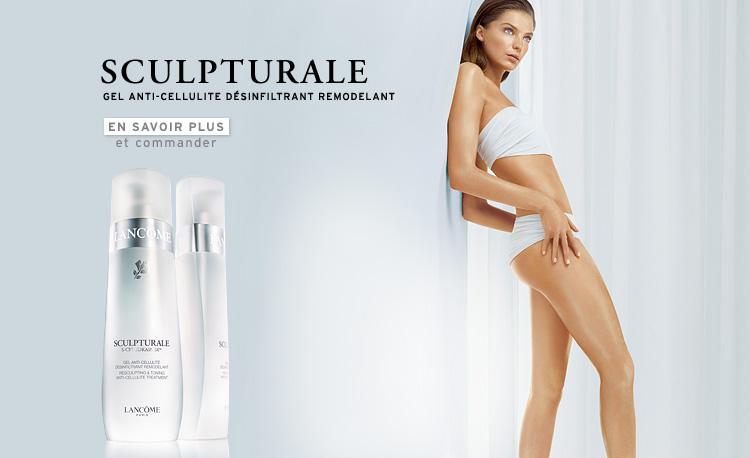 SCULPTURALE
GEL ANTI-CELLULITE DÉSINFILTRANT REMODELANT
EN SAVOIR PLUS
et commander
LANCÔME
SCULPTURALE
GEL ANTI-CELLULITE
DÉSINFILTRANT REMODELANT
RESCULPTING & TONING
ANTI-CELLULITE TREATMENT
LANCÔME
PARIS